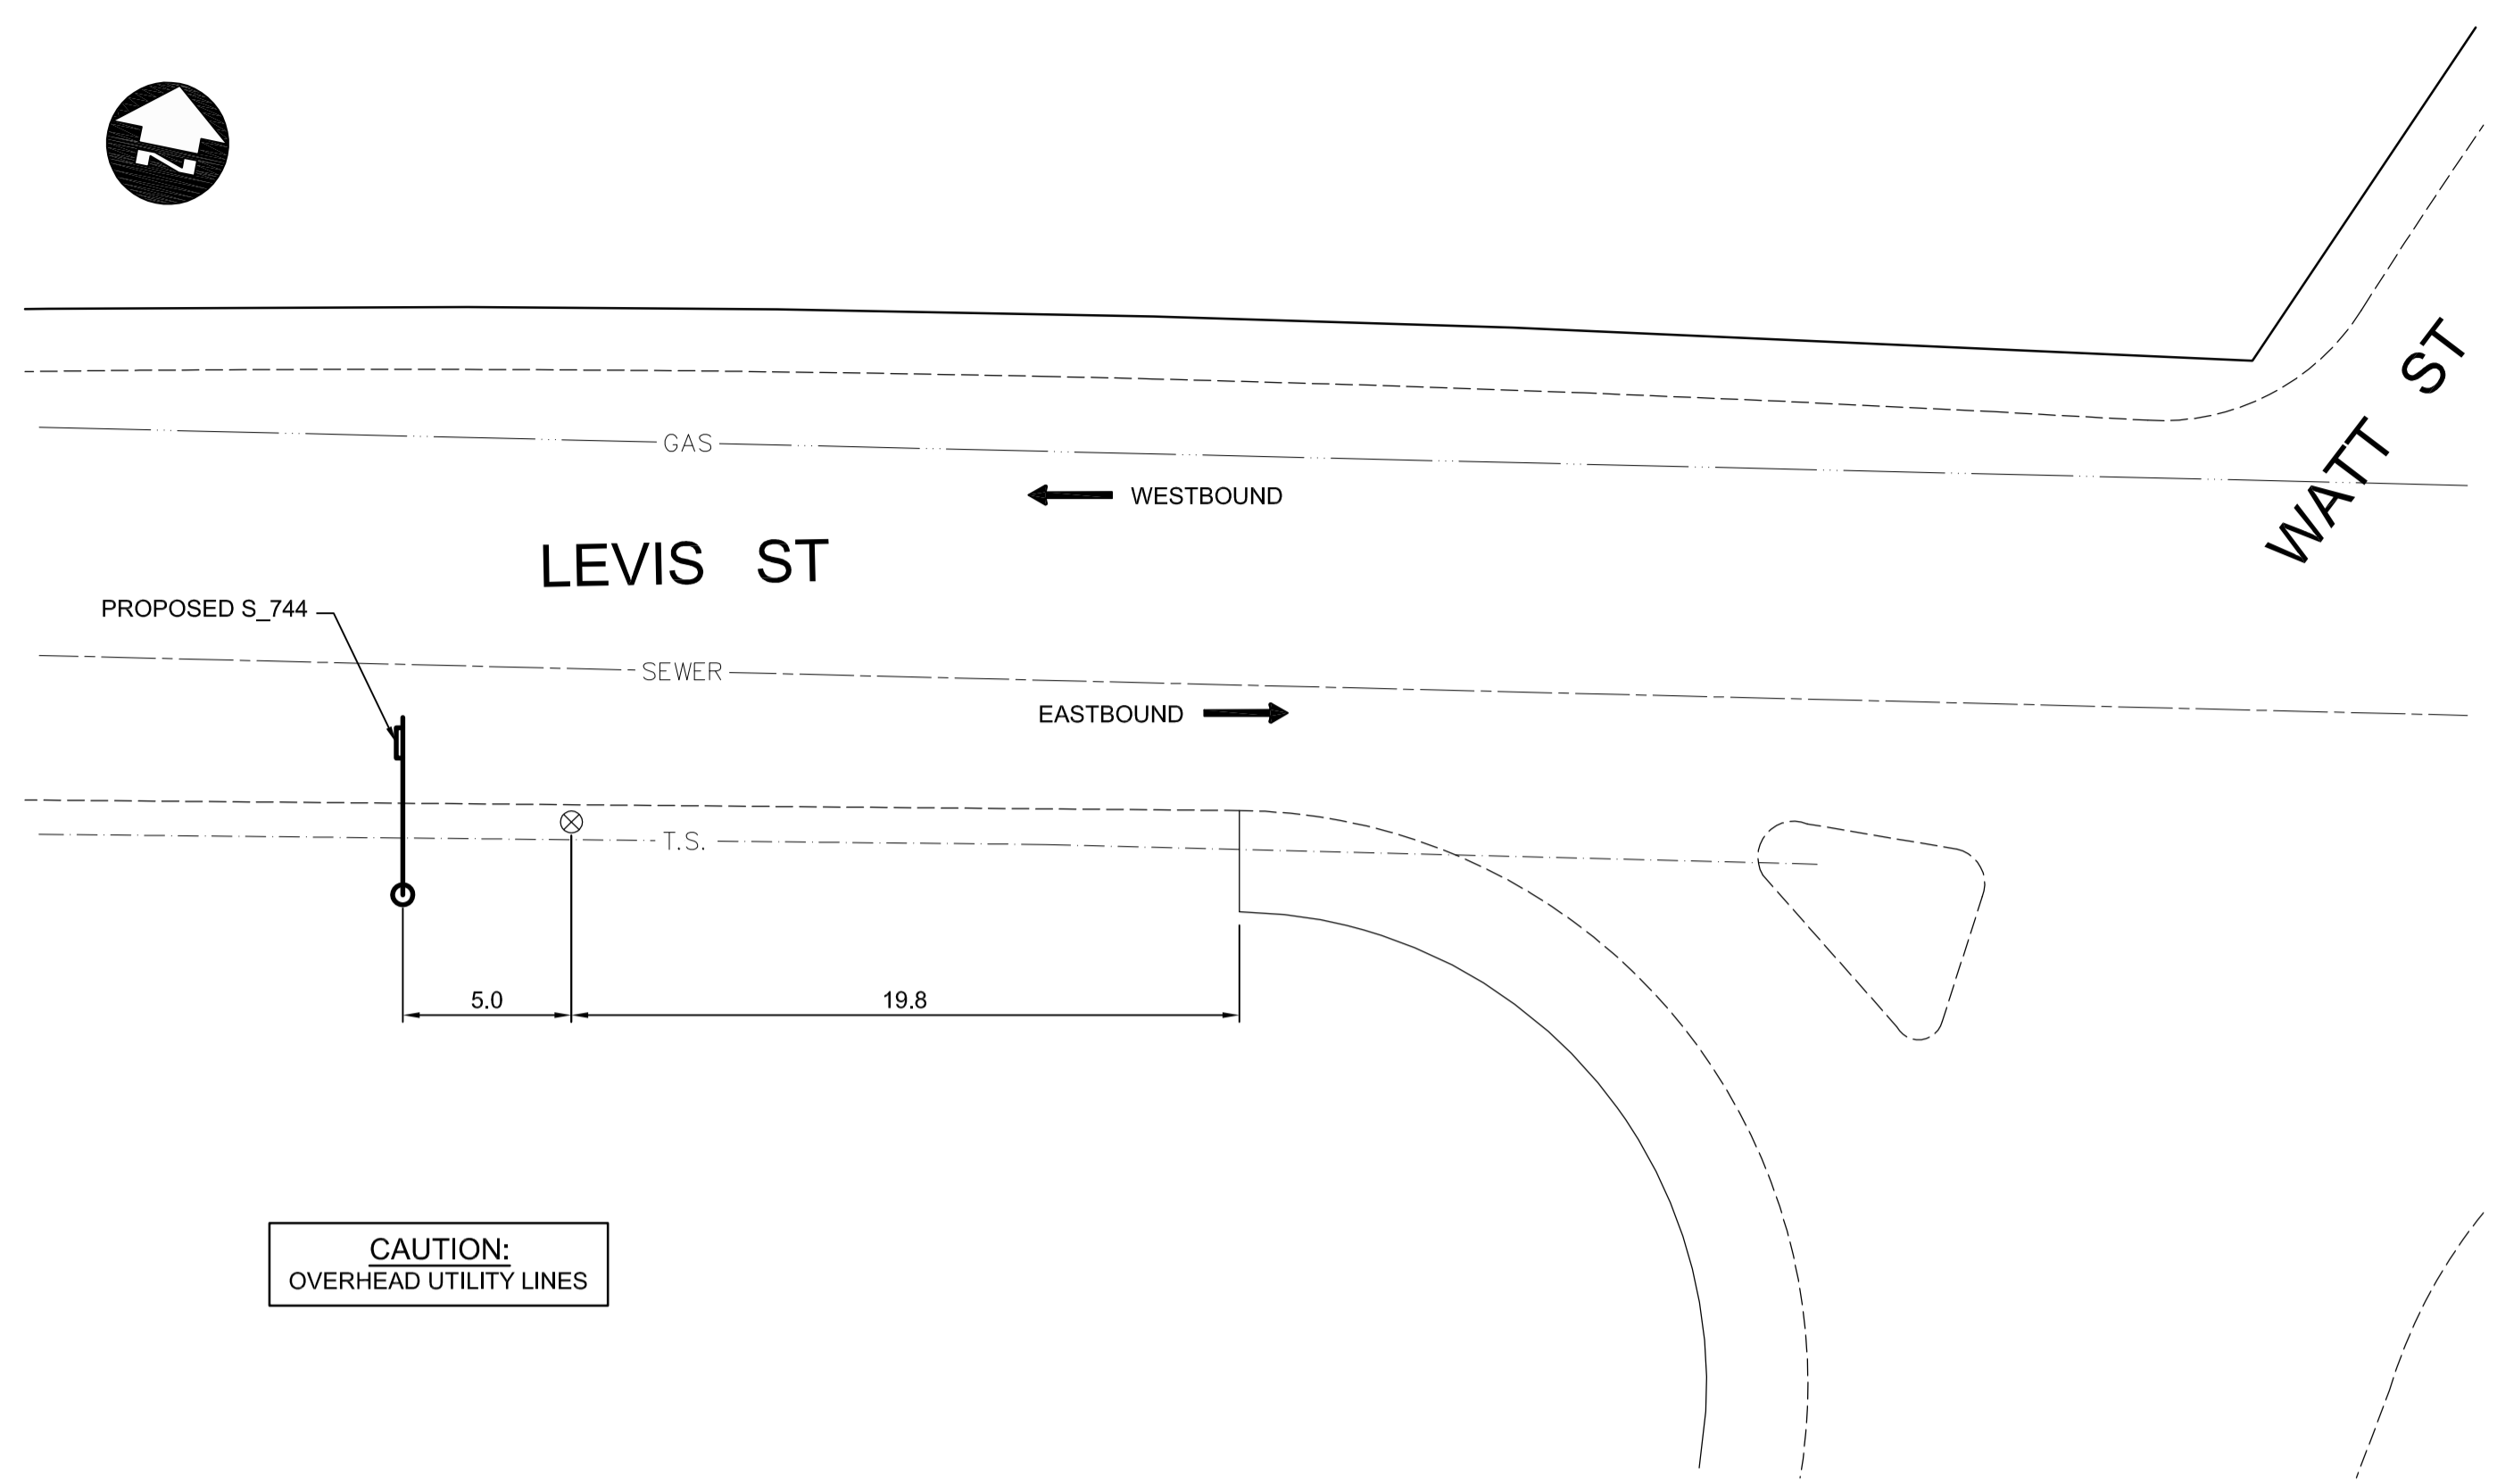 N
GAS
WESTBOUND
LEVIS ST
WATT ST
PROPOSED S_744
SEWER
EASTBOUND
T.S.
5.0
19.8
CAUTION:
OVERHEAD UTILITY LINES